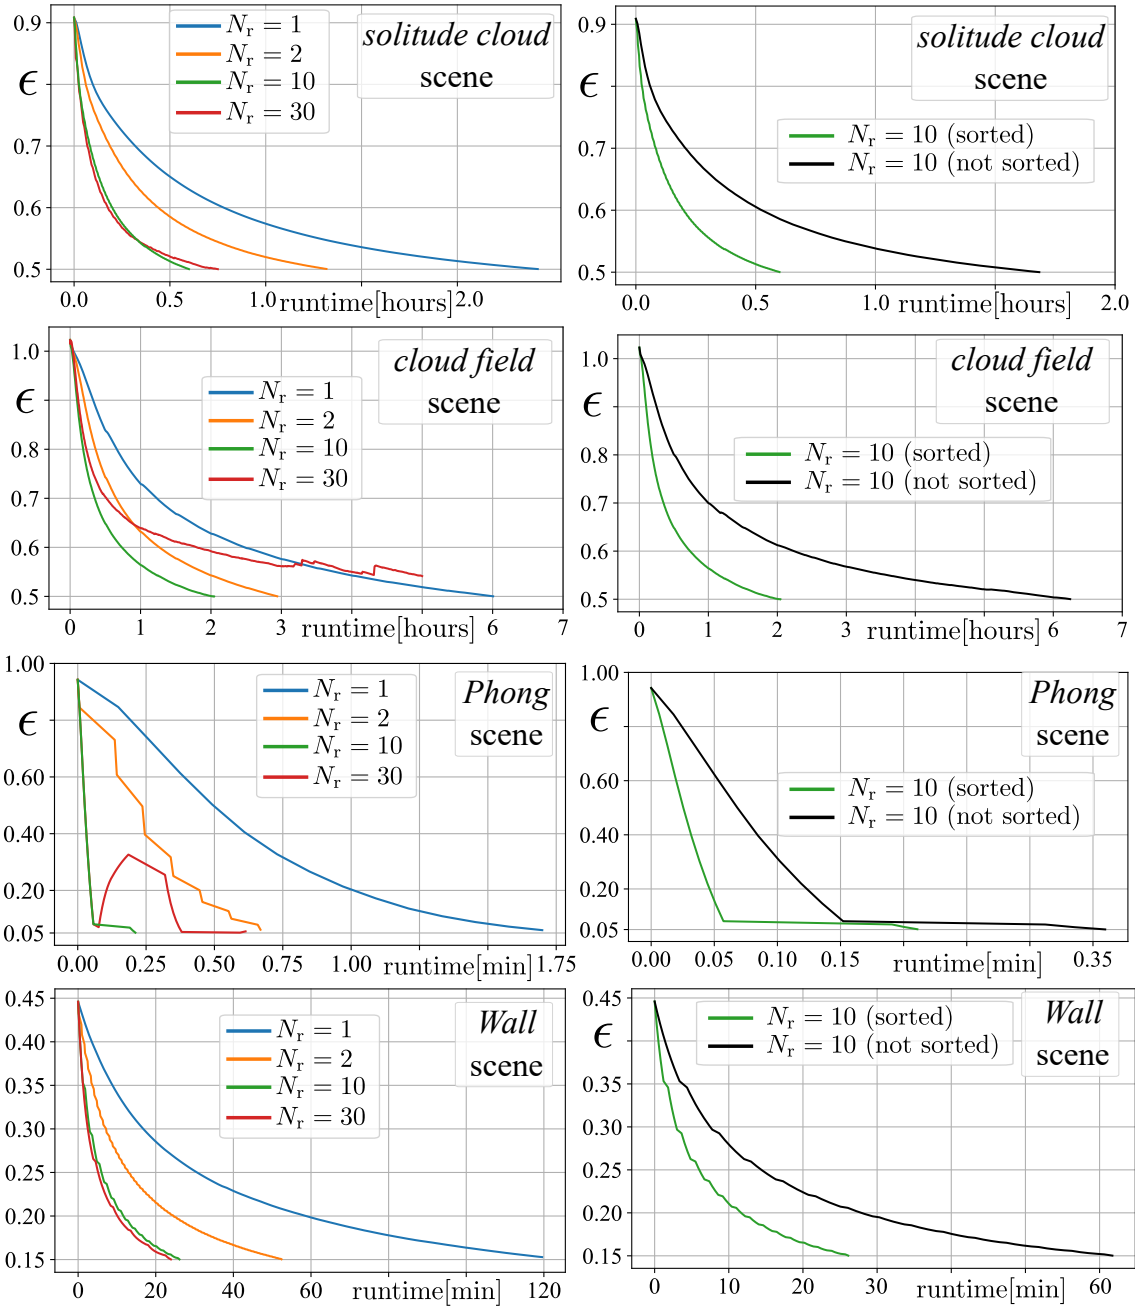 0.9
ϵ
0.7
0.6
0.5
N_r = 1
N_r = 2
N_r = 10
N_r = 30
solitude cloud
scene
0.0 0.5 1.0 runtime[hours] 2.0
0.9
ϵ
0.7
0.6
0.5
solitude cloud
scene
N_r = 10 (sorted)
N_r = 10 (not sorted)
0.0 0.5 1.0 runtime[hours] 2.0
1.0
ϵ
0.8
0.7
0.6
0.5
cloud field
scene
N_r = 1
N_r = 2
N_r = 10
N_r = 30
0 1 2 3 runtime[hours] 6 7
1.0
ϵ
0.8
0.7
0.6
0.5
cloud field
scene
N_r = 10 (sorted)
N_r = 10 (not sorted)
0 1 2 3 runtime[hours] 6 7
1.00
ϵ
0.60
0.40
0.20
0.05
N_r = 1
N_r = 2
N_r = 10
N_r = 30
Phong
scene
0.00 0.25 0.50 1.00 runtime[min] 1.75
1.00
ϵ
0.60
0.40
0.20
0.05
Phong
scene
N_r = 10 (sorted)
N_r = 10 (not sorted)
0.00 0.05 0.10 0.15 runtime[min] 0.35
0.45
ϵ
0.35
0.30
0.25
0.20
0.15
N_r = 1
N_r = 2
N_r = 10
N_r = 30
Wall
scene
0 20 40 60 runtime[min] 120
0.45
ϵ
0.35
0.30
0.25
0.20
0.15
N_r = 10 (sorted)
N_r = 10 (not sorted)
Wall
scene
0 10 20 30 runtime[min] 60